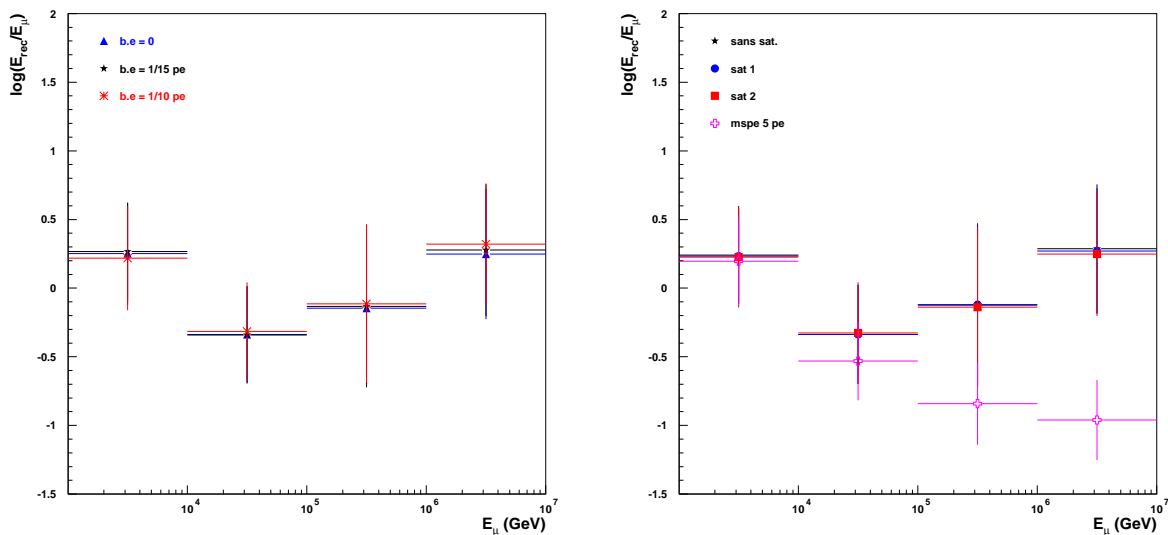 log(E_rec/E_μ)
2
1.5
1
0.5
0
-0.5
-1
-1.5
b.e = 0
b.e = 1/15 pe
b.e = 1/10 pe
10^4
10^5
10^6
10^7
E_μ (GeV)
log(E_rec/E_μ)
2
1.5
1
0.5
0
-0.5
-1
-1.5
sans sat.
sat 1
sat 2
mspe 5 pe
10^4
10^5
10^6
10^7
E_μ (GeV)